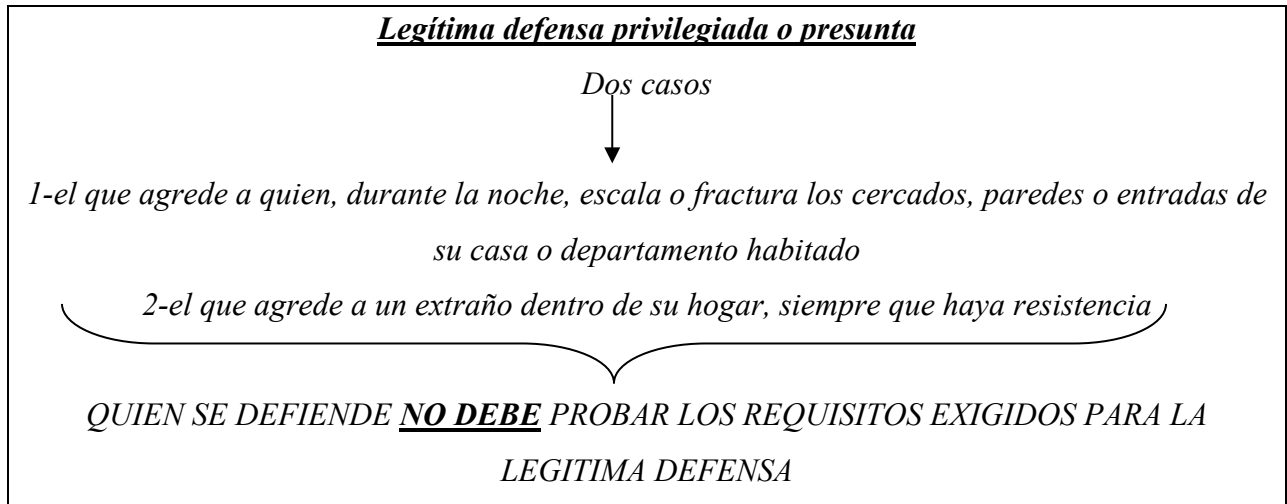 Legítima defensa privilegiada o presunta
Dos casos
1-el que agrede a quien, durante la noche, escala o fractura los cercados, paredes o entradas de
su casa o departamento habitado
2-el que agrede a un extraño dentro de su hogar, siempre que haya resistencia
QUIEN SE DEFIENDE NO DEBE PROBAR LOS REQUISITOS EXIGIDOS PARA LA
LEGITIMA DEFENSA